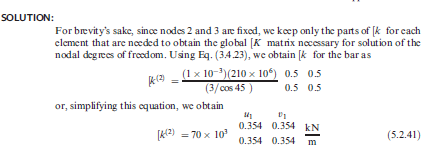 SOLUTION:
For brevity's sake, since nodes 2 and 3 are fixed, we keep only the parts of [k for each
element that are needed to obtain the global [K matrix necessary for solution of the
nodal degrees of freedom. Using Eq. (3.4.23), we obtain [k for the bar as
[k(2) = (1 × 10⁻³)(210 × 10⁶) / (3/cos 45 ) 0.5 0.5
0.5 0.5
or, simplifying this equation, we obtain
u₁ v₁
[k(2) = 70 × 10³ 0.354 0.354 kN/m (5.2.41)
0.354 0.354